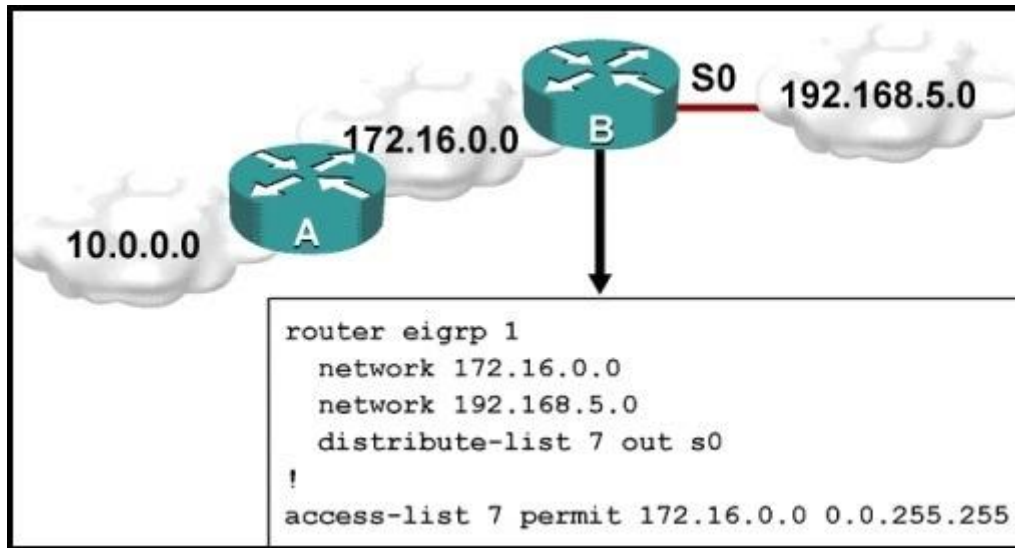 B
S0
192.168.5.0
172.16.0.0
A
10.0.0.0
router eigrp 1
network 172.16.0.0
network 192.168.5.0
distribute-list 7 out s0
!
access-list 7 permit 172.16.0.0 0.0.255.255